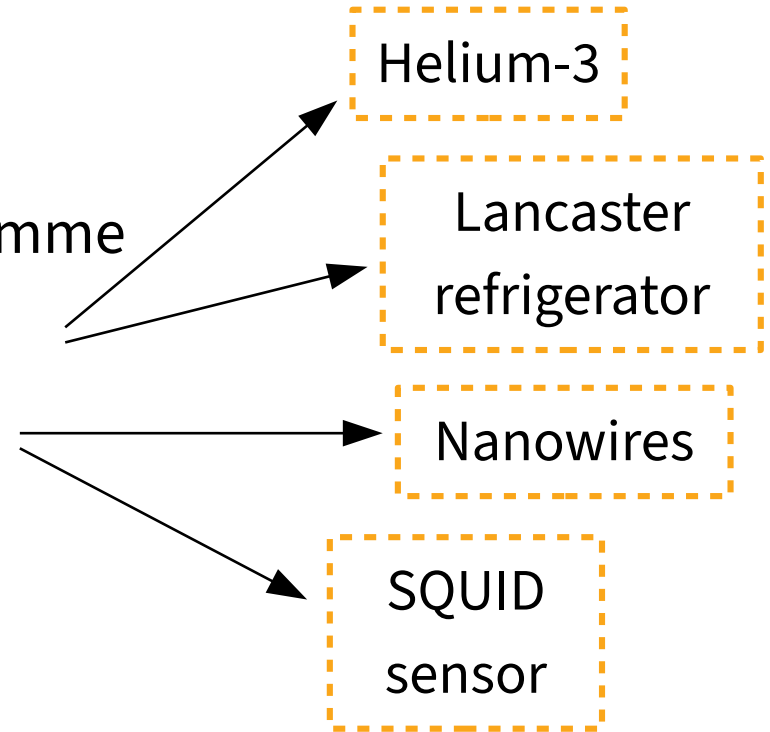 Helium-3
Lancaster
refrigerator
mme
Nanowires
SQUID
sensor